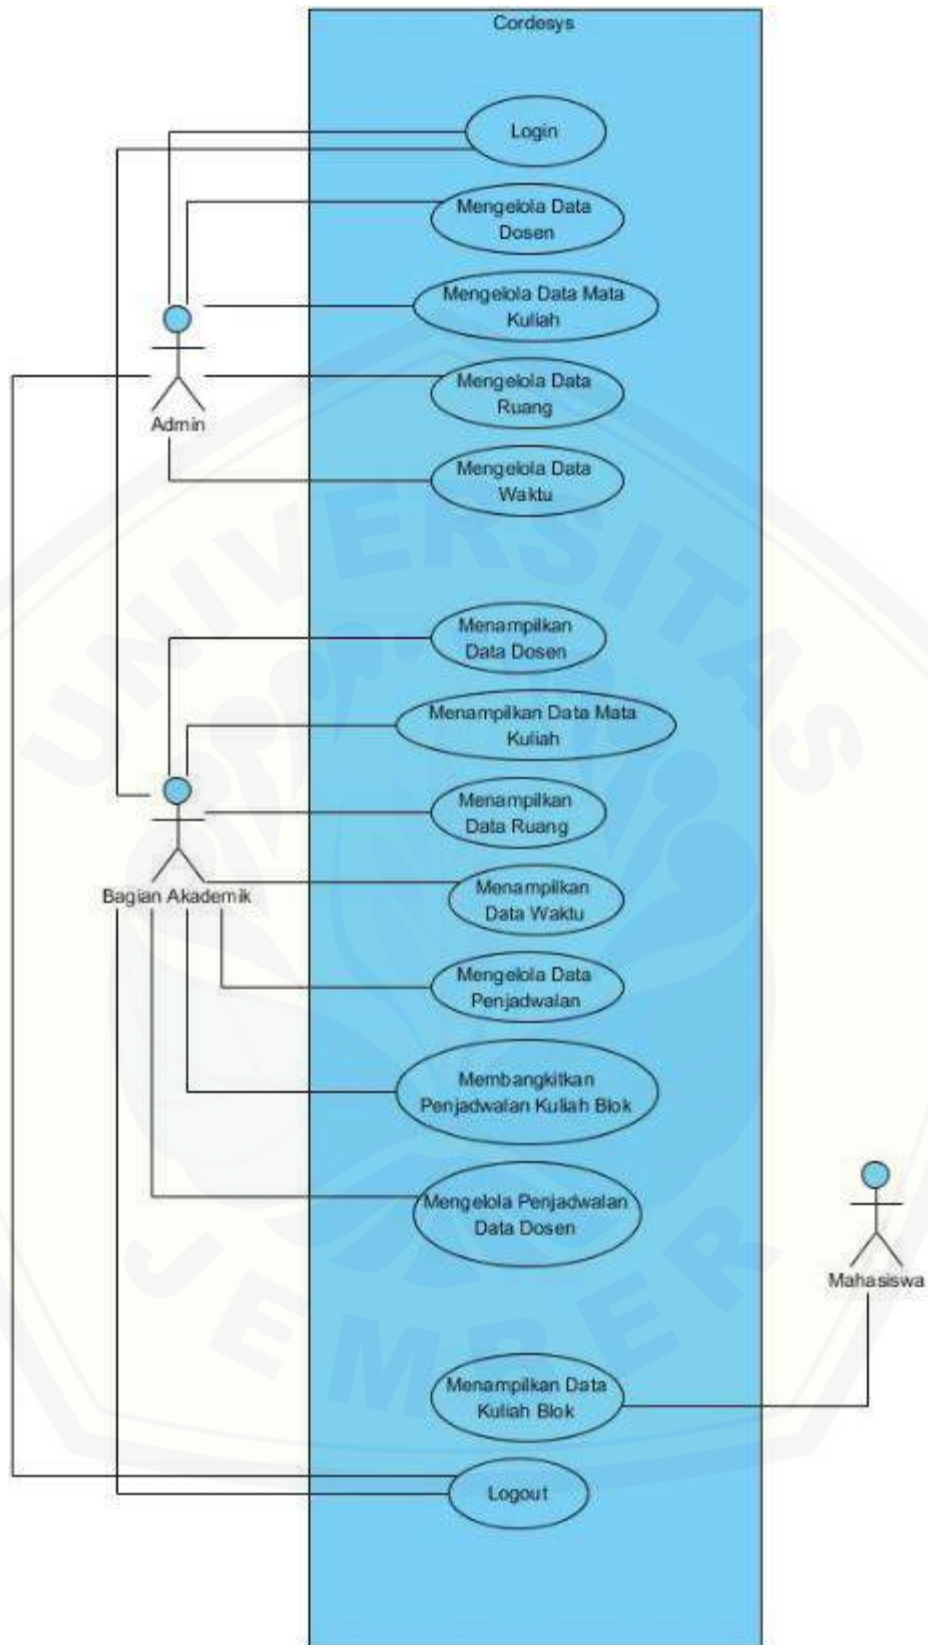 Cordesys
Login
Mengelola Data
Dosen
Mengelola Data Mata
Kuliah
Mengelola Data
Ruang
Admin
Mengelola Data
Waktu
Menampilkan
Data Dosen
Menampilkan Data Mata
Kuliah
Menampilkan
Data Ruang
Bagian Akademik
Menampilkan
Data Waktu
Mengelola Data
Penjadwalan
Membangkitkan
Penjadwalan Kuliah Blok
Mengelola Penjadwalan
Data Dosen
Mahasiswa
Menampilkan Data
Kuliah Blok
Logout
UNIVERSITAS
JEMBER